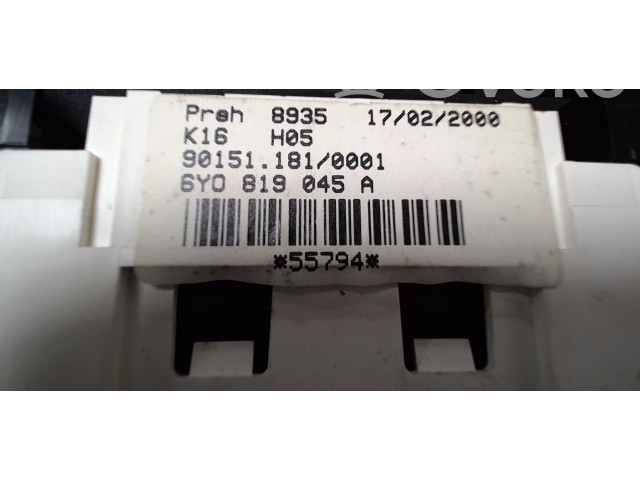 Preh 8935 17/02/2000
K16 H05
90151.181/0001
6Y0 819 045 A
*55794*